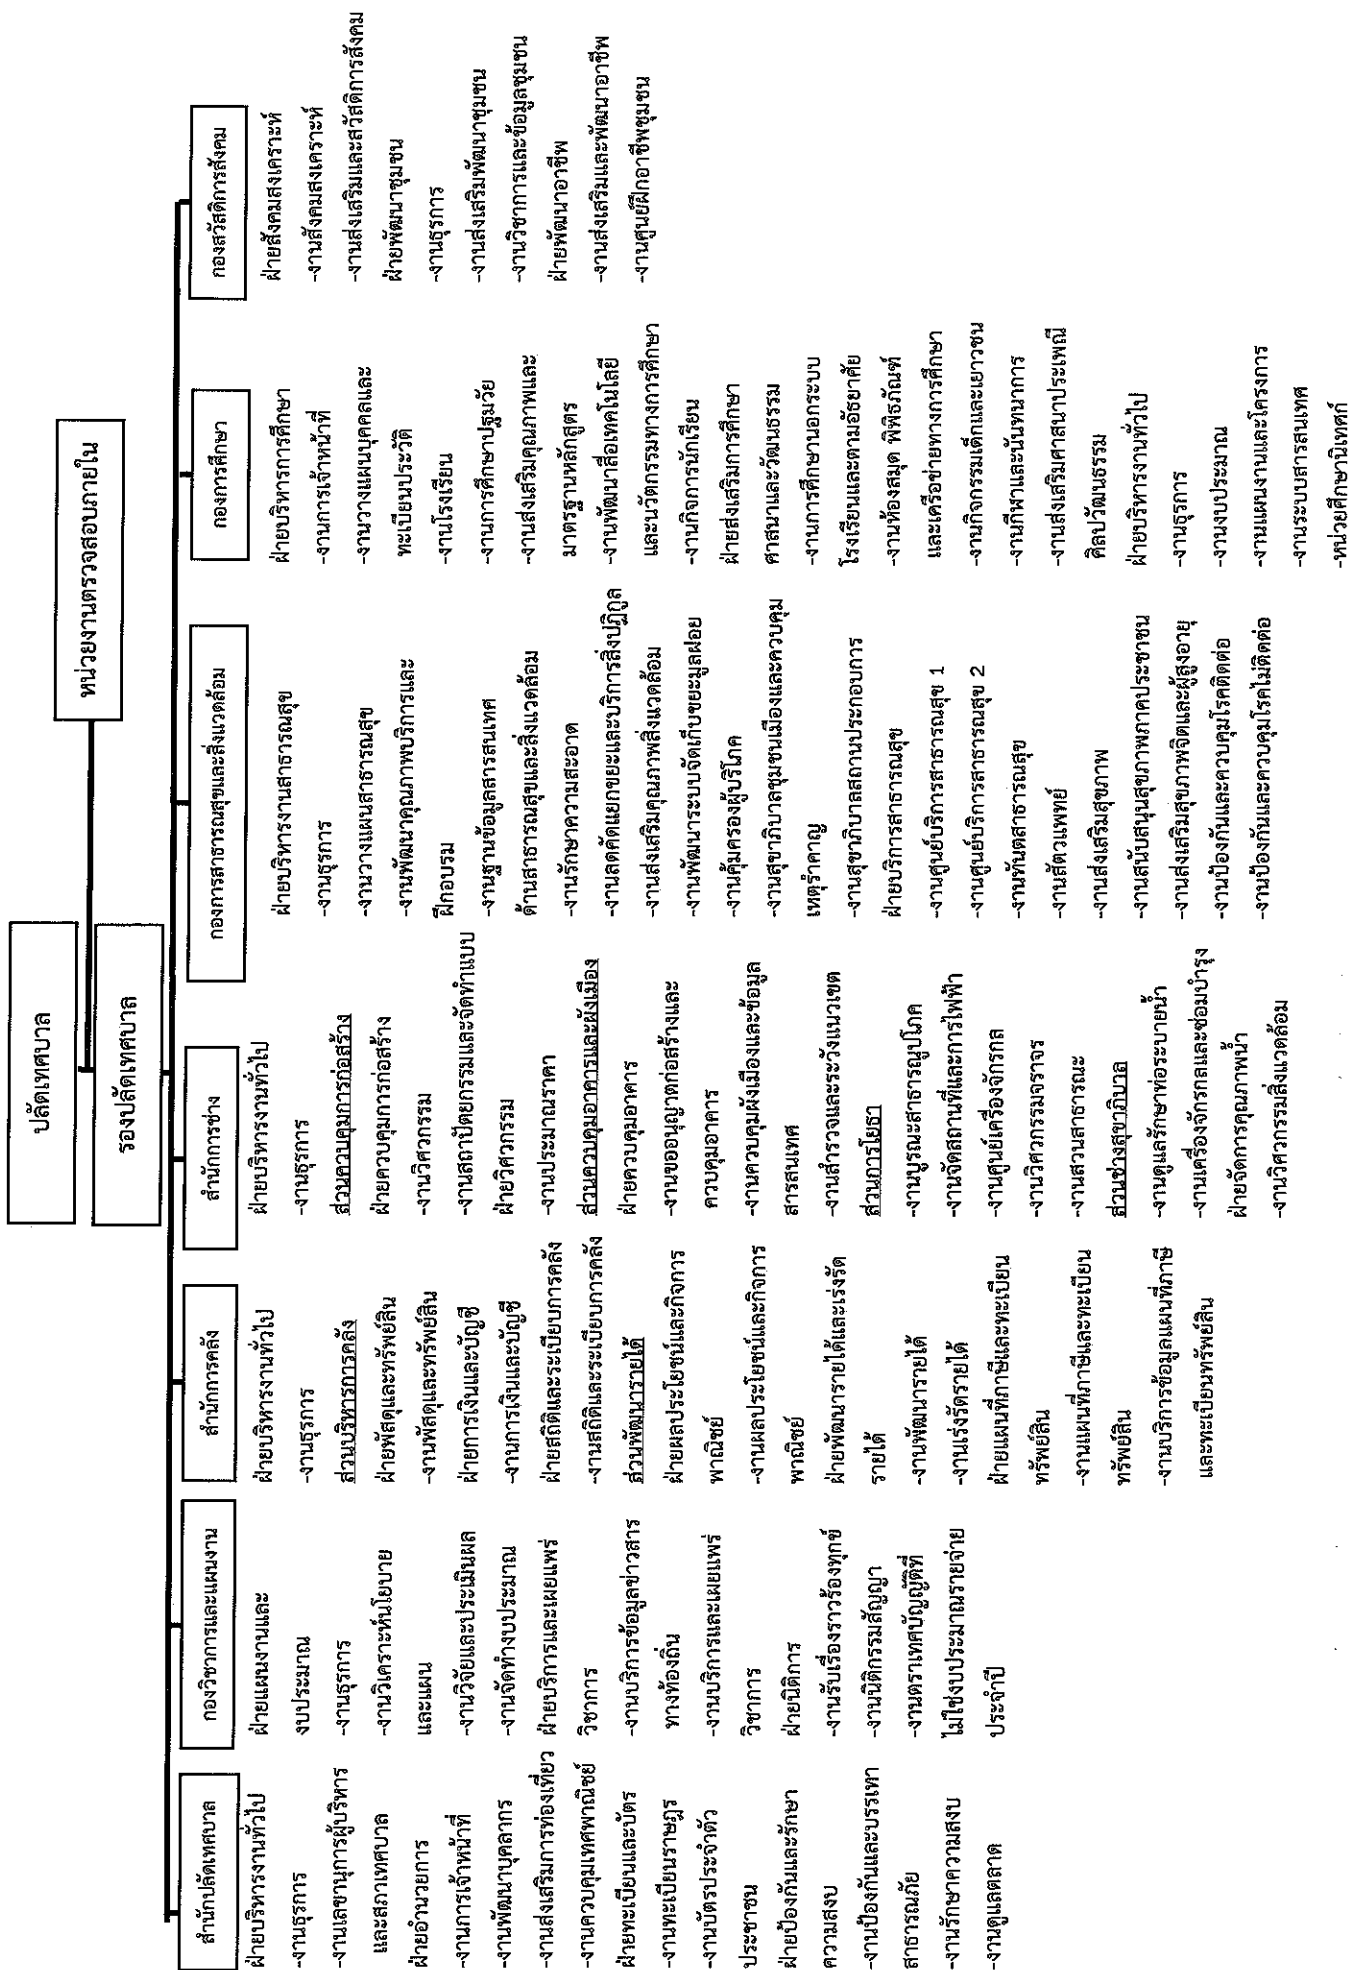 ปลัดเทศบาล
รองปลัดเทศบาล
หน่วยงานตรวจสอบภายใน
สำนักปลัดเทศบาล
ฝ่ายบริหารงานทั่วไป
-งานธุรการ
-งานเลขานุการผู้บริหาร
และสภาเทศบาล
ฝ่ายอำนวยการ
-งานการเจ้าหน้าที่
-งานพัฒนาบุคลากร
-งานส่งเสริมการท่องเที่ยว
-งานควบคุมเทศพาณิชย์
ฝ่ายทะเบียนและบัตร
-งานทะเบียนราษฎร
-งานบัตรประจำตัว
ประชาชน
ฝ่ายป้องกันและรักษา
ความสงบ
-งานป้องกันและบรรเทา
สาธารณภัย
-งานรักษาความสงบ
-งานดูแลตลาด
กองวิชาการและแผนงาน
ฝ่ายแผนงานและ
งบประมาณ
-งานธุรการ
-งานวิเคราะห์นโยบาย
และแผน
-งานวิจัยและประเมินผล
-งานจัดทำงบประมาณ
ฝ่ายบริการและเผยแพร่
วิชาการ
-งานบริการข้อมูลข่าวสาร
ทางท้องถิ่น
-งานบริการและเผยแพร่
วิชาการ
ฝ่ายนิติการ
-งานรับเรื่องราวร้องทุกข์
-งานนิติกรรมสัญญา
-งานตราเทศบัญญัติที่
ไม่ใช่งบประมาณรายจ่าย
ประจำปี
สำนักการคลัง
ฝ่ายบริหารงานทั่วไป
-งานธุรการ
ส่วนบริหารการคลัง
ฝ่ายพัสดุและทรัพย์สิน
-งานพัสดุและทรัพย์สิน
ฝ่ายการเงินและบัญชี
-งานการเงินและบัญชี
ฝ่ายสถิติและระเบียบการคลัง
-งานสถิติและระเบียบการคลัง
ส่วนพัฒนารายได้
ฝ่ายผลประโยชน์และกิจการ
พาณิชย์
-งานผลประโยชน์และกิจการ
พาณิชย์
ฝ่ายพัฒนารายได้และเร่งรัด
รายได้
-งานพัฒนารายได้
-งานเร่งรัดรายได้
ฝ่ายแผนที่ภาษีและทะเบียน
ทรัพย์สิน
-งานแผนที่ภาษีและทะเบียน
ทรัพย์สิน
-งานบริการข้อมูลแผนที่ภาษี
และทะเบียนทรัพย์สิน
สำนักการช่าง
ฝ่ายบริหารงานทั่วไป
-งานธุรการ
ส่วนควบคุมการก่อสร้าง
ฝ่ายควบคุมการก่อสร้าง
-งานวิศวกรรม
-งานสถาปัตยกรรมและจัดทำแบบ
ฝ่ายวิศวกรรม
-งานประมาณราคา
ส่วนควบคุมอาคารและผังเมือง
ฝ่ายควบคุมอาคาร
-งานขออนุญาตก่อสร้างและ
ควบคุมอาคาร
-งานควบคุมผังเมืองและข้อมูล
สารสนเทศ
-งานสำรวจและระวังแนวเขต
ส่วนการโยธา
-งานบูรณะสาธารณูปโภค
-งานจัดสถานที่และการไฟฟ้า
-งานศูนย์เครื่องจักรกล
-งานวิศวกรรมจราจร
-งานสวนสาธารณะ
ส่วนช่างสุขาภิบาล
-งานดูแลรักษาท่อระบายน้ำ
-งานเครื่องจักรกลและซ่อมบำรุง
ฝ่ายจัดการคุณภาพน้ำ
-งานวิศวกรรมสิ่งแวดล้อม
กองการสาธารณสุขและสิ่งแวดล้อม
ฝ่ายบริหารงานสาธารณสุข
-งานธุรการ
-งานวางแผนสาธารณสุข
-งานพัฒนาคุณภาพบริการและ
ฝึกอบรม
-งานฐานข้อมูลสารสนเทศ
ด้านสาธารณสุขและสิ่งแวดล้อม
-งานรักษาความสะอาด
-งานลดคัดแยกขยะและบริการสิ่งปฏิกูล
-งานส่งเสริมคุณภาพสิ่งแวดล้อม
-งานพัฒนาระบบจัดเก็บขยะมูลฝอย
-งานคุ้มครองผู้บริโภค
-งานสุขาภิบาลชุมชนเมืองและควบคุม
เหตุรำคาญ
-งานสุขาภิบาลสถานประกอบการ
ฝ่ายบริการสาธารณสุข
-งานศูนย์บริการสาธารณสุข 1
-งานศูนย์บริการสาธารณสุข 2
-งานทันตสาธารณสุข
-งานสัตวแพทย์
-งานส่งเสริมสุขภาพ
-งานสนับสนุนสุขภาพภาคประชาชน
-งานส่งเสริมสุขภาพจิตและผู้สูงอายุ
-งานป้องกันและควบคุมโรคติดต่อ
-งานป้องกันและควบคุมโรคไม่ติดต่อ
กองการศึกษา
ฝ่ายบริหารการศึกษา
-งานการเจ้าหน้าที่
-งานวางแผนบุคคลและ
ทะเบียนประวัติ
-งานโรงเรียน
-งานการศึกษาปฐมวัย
-งานส่งเสริมคุณภาพและ
มาตรฐานหลักสูตร
-งานพัฒนาสื่อเทคโนโลยี
และนวัตกรรมทางการศึกษา
-งานกิจการนักเรียน
ฝ่ายส่งเสริมการศึกษา
ศาสนาและวัฒนธรรม
-งานการศึกษานอกระบบ
โรงเรียนและตามอัธยาศัย
-งานห้องสมุด พิพิธภัณฑ์
และเครือข่ายทางการศึกษา
-งานกิจกรรมเด็กและเยาวชน
-งานกีฬาและนันทนาการ
-งานส่งเสริมศาสนาประเพณี
ศิลปวัฒนธรรม
ฝ่ายบริหารงานทั่วไป
-งานธุรการ
-งานงบประมาณ
-งานแผนงานและโครงการ
-งานระบบสารสนเทศ
-หน่วยศึกษานิเทศก์
กองสวัสดิการสังคม
ฝ่ายสังคมสงเคราะห์
-งานสังคมสงเคราะห์
-งานส่งเสริมและสวัสดิการสังคม
ฝ่ายพัฒนาชุมชน
-งานธุรการ
-งานส่งเสริมพัฒนาชุมชน
-งานวิชาการและข้อมูลชุมชน
ฝ่ายพัฒนาอาชีพ
-งานส่งเสริมและพัฒนาอาชีพ
-งานศูนย์ฝึกอาชีพชุมชน